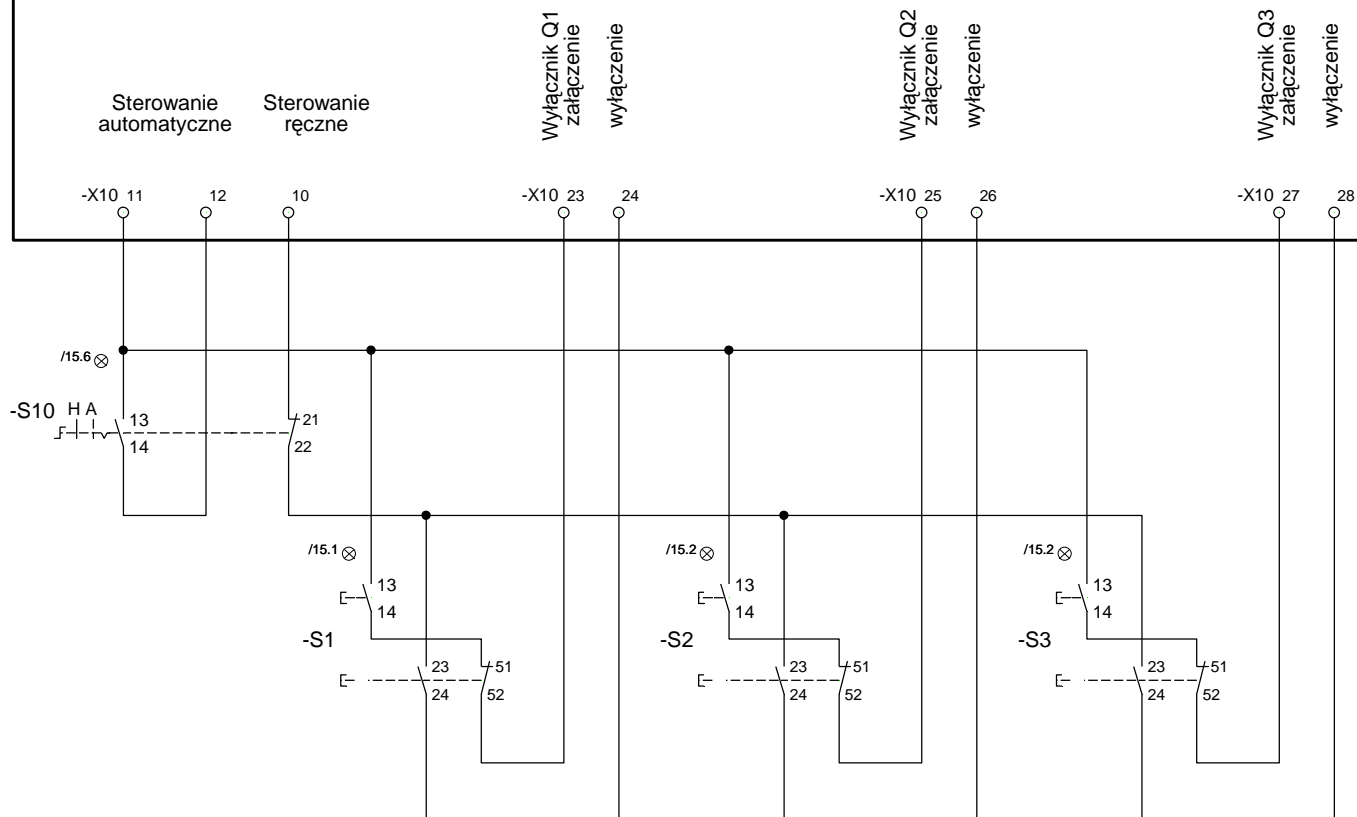 Sterowanie
automatyczne
Sterowanie
ręczne
Wyłącznik Q1
załączenie
wyłączenie
Wyłącznik Q2
załączenie
wyłączenie
Wyłącznik Q3
załączenie
wyłączenie
-X10 11 12 10 -X10 23 24 -X10 25 26 -X10 27 28
/15.6
-S10 H A 13 21
14 22
/15.1 /15.2 /15.2
13 13 13
14 14 14
-S1 -S2 -S3
23 51 23 51 23 51
24 52 24 52 24 52